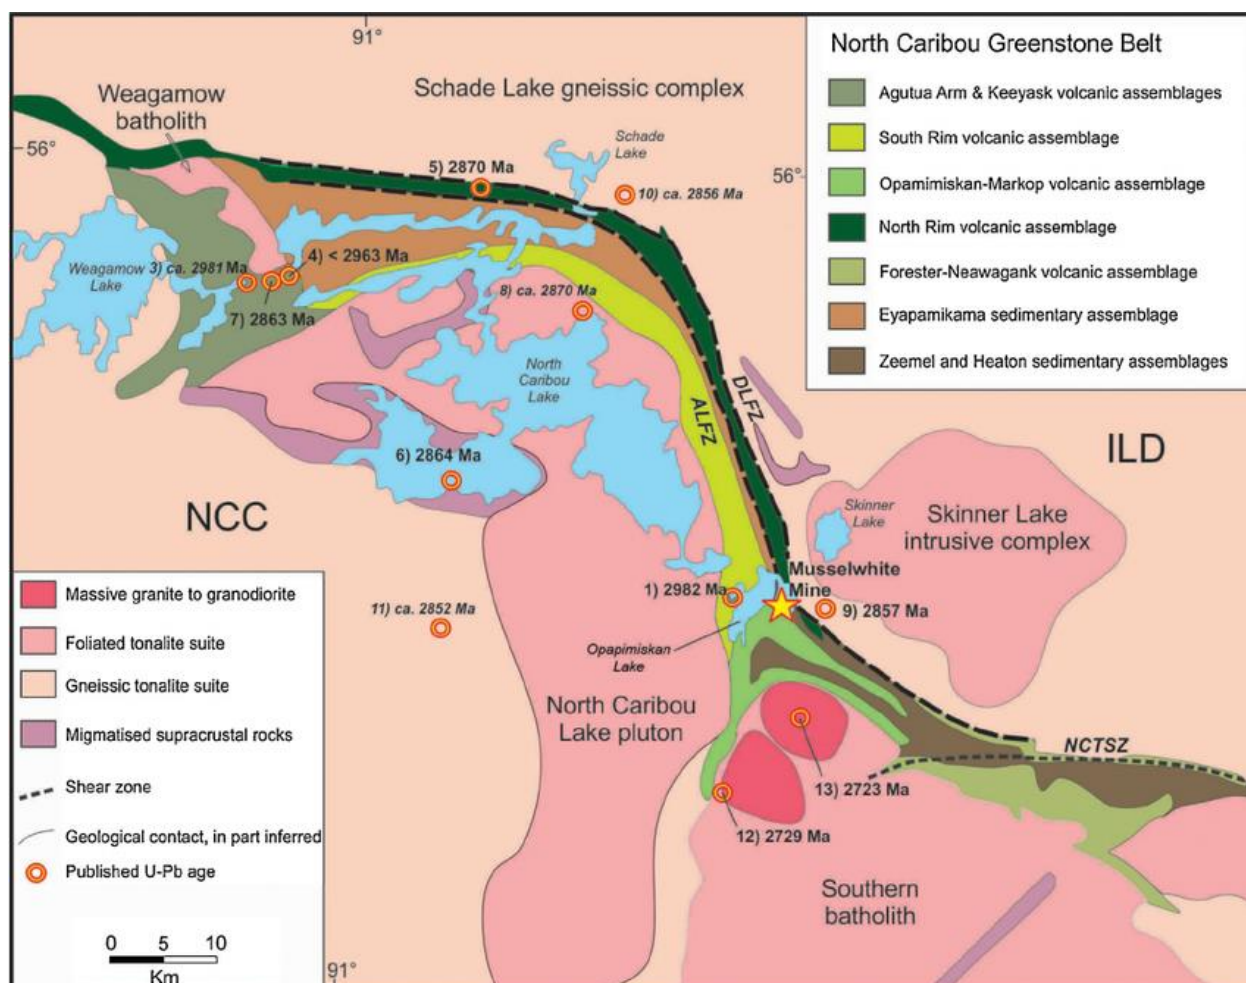 91°
North Caribou Greenstone Belt
Agutua Arm & Keeyask volcanic assemblages
South Rim volcanic assemblage
Opamimiskan-Markop volcanic assemblage
North Rim volcanic assemblage
Forester-Neawagank volcanic assemblage
Eyapamikama sedimentary assemblage
Zeemel and Heaton sedimentary assemblages
Weagamow
batholith
Schade Lake gneissic complex
Schade
Lake
56°
56°
5) 2870 Ma
10) ca. 2856 Ma
4) < 2963 Ma
Weagamow
Lake
3) ca. 2981 Ma
7) 2863 Ma
8) ca. 2870 Ma
North
Caribou
Lake
ALFZ
DLFZ
6) 2864 Ma
NCC
ILD
Skinner
Lake
Skinner Lake
intrusive complex
Musselwhite
Mine
1) 2982 Ma
9) 2857 Ma
11) ca. 2852 Ma
Opapimiskan
Lake
North Caribou
Lake pluton
NCTSZ
13) 2723 Ma
12) 2729 Ma
Southern
batholith
Massive granite to granodiorite
Foliated tonalite suite
Gneissic tonalite suite
Migmatised supracrustal rocks
Shear zone
Geological contact, in part inferred
Published U-Pb age
0 5 10
Km
91°